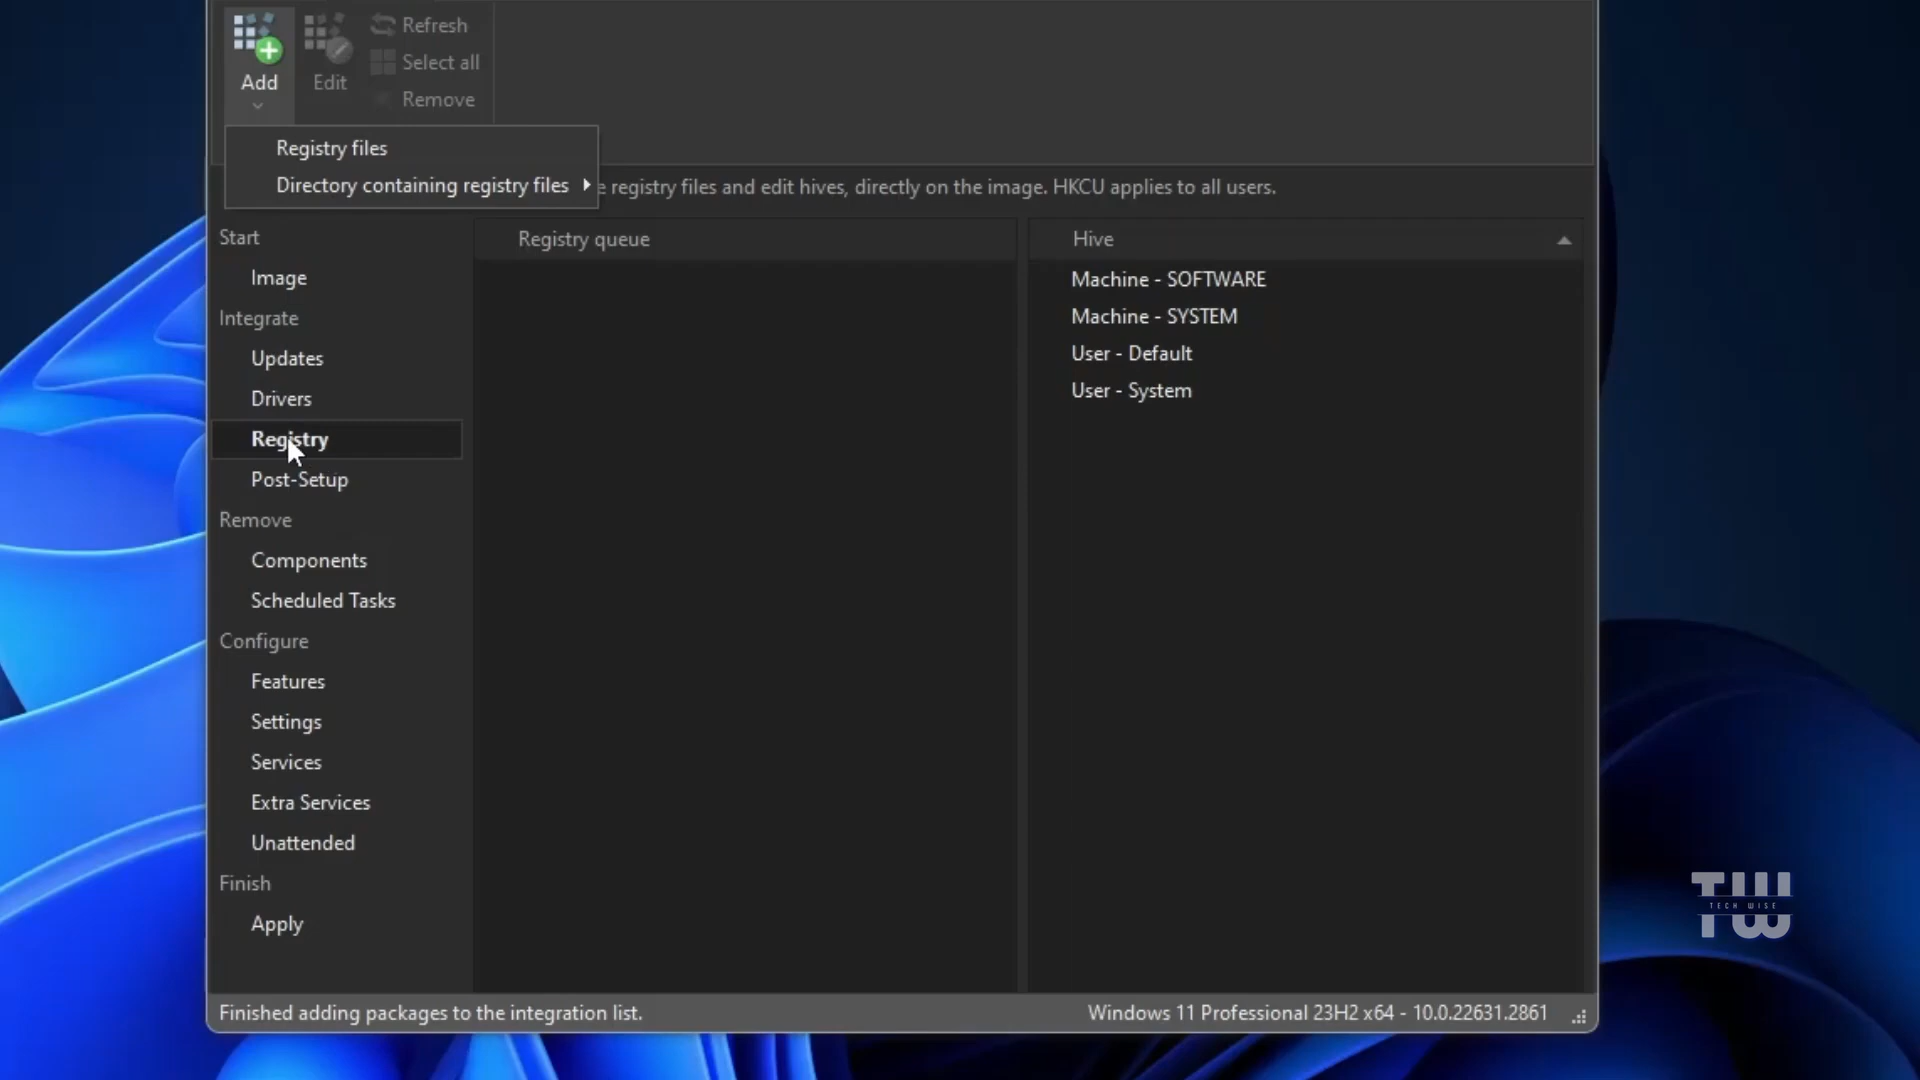 Refresh
Select all
Add
Edit
Remove
Registry files
Directory containing registry files
registry files and edit hives, directly on the image. HKCU applies to all users.
Start
Registry queue
Hive
Image
Machine - SOFTWARE
Integrate
Machine - SYSTEM
Updates
User - Default
Drivers
User - System
Registry
Post-Setup
Remove
Components
Scheduled Tasks
Configure
Features
Settings
Services
Extra Services
Unattended
Finish
Apply
TW
TECH WISE
Finished adding packages to the integration list.
Windows 11 Professional 23H2 x64 - 10.0.22631.2861